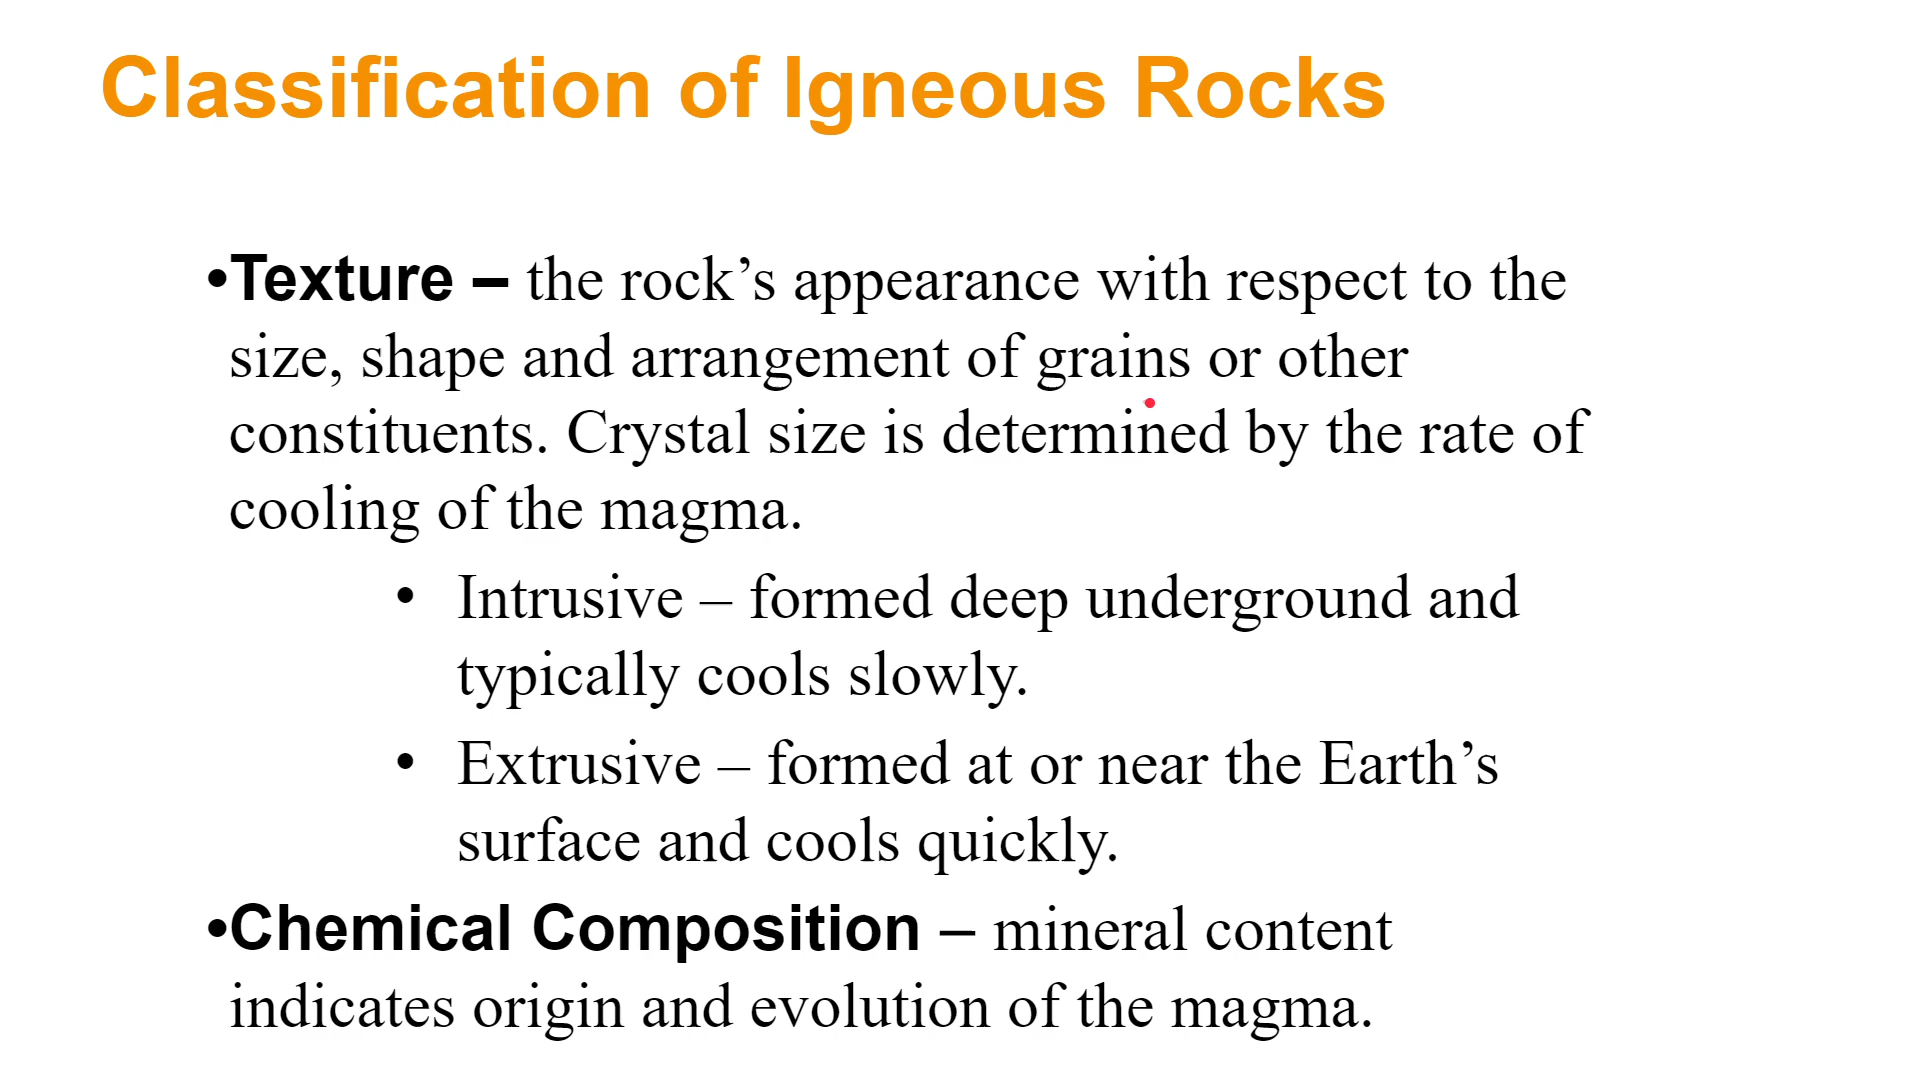 Classification of Igneous Rocks
•Texture – the rock’s appearance with respect to the
size, shape and arrangement of grains or other
constituents. Crystal size is determined by the rate of
cooling of the magma.
• Intrusive – formed deep underground and
typically cools slowly.
• Extrusive – formed at or near the Earth’s
surface and cools quickly.
•Chemical Composition – mineral content
indicates origin and evolution of the magma.